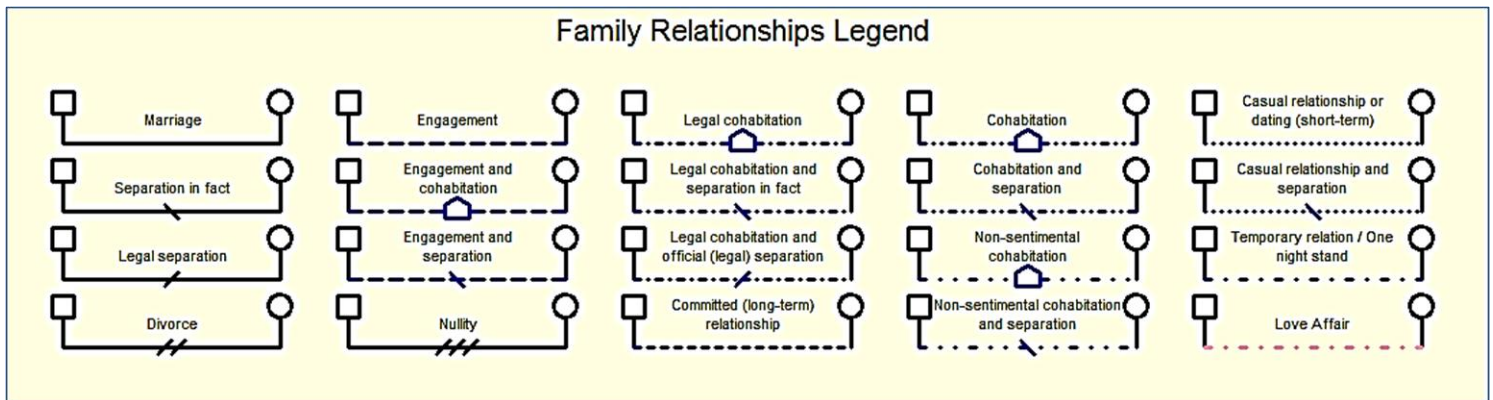 Family Relationships Legend
Marriage
Engagement
Legal cohabitation
Cohabitation
Casual relationship or
dating (short-term)
Separation in fact
Engagement and
cohabitation
Legal cohabitation and
separation in fact
Cohabitation and
separation
Casual relationship and
separation
Legal separation
Engagement and
separation
Legal cohabitation and
official (legal) separation
Non-sentimental
cohabitation
Temporary relation / One
night stand
Divorce
Nullity
Committed (long-term)
relationship
Non-sentimental cohabitation
and separation
Love Affair